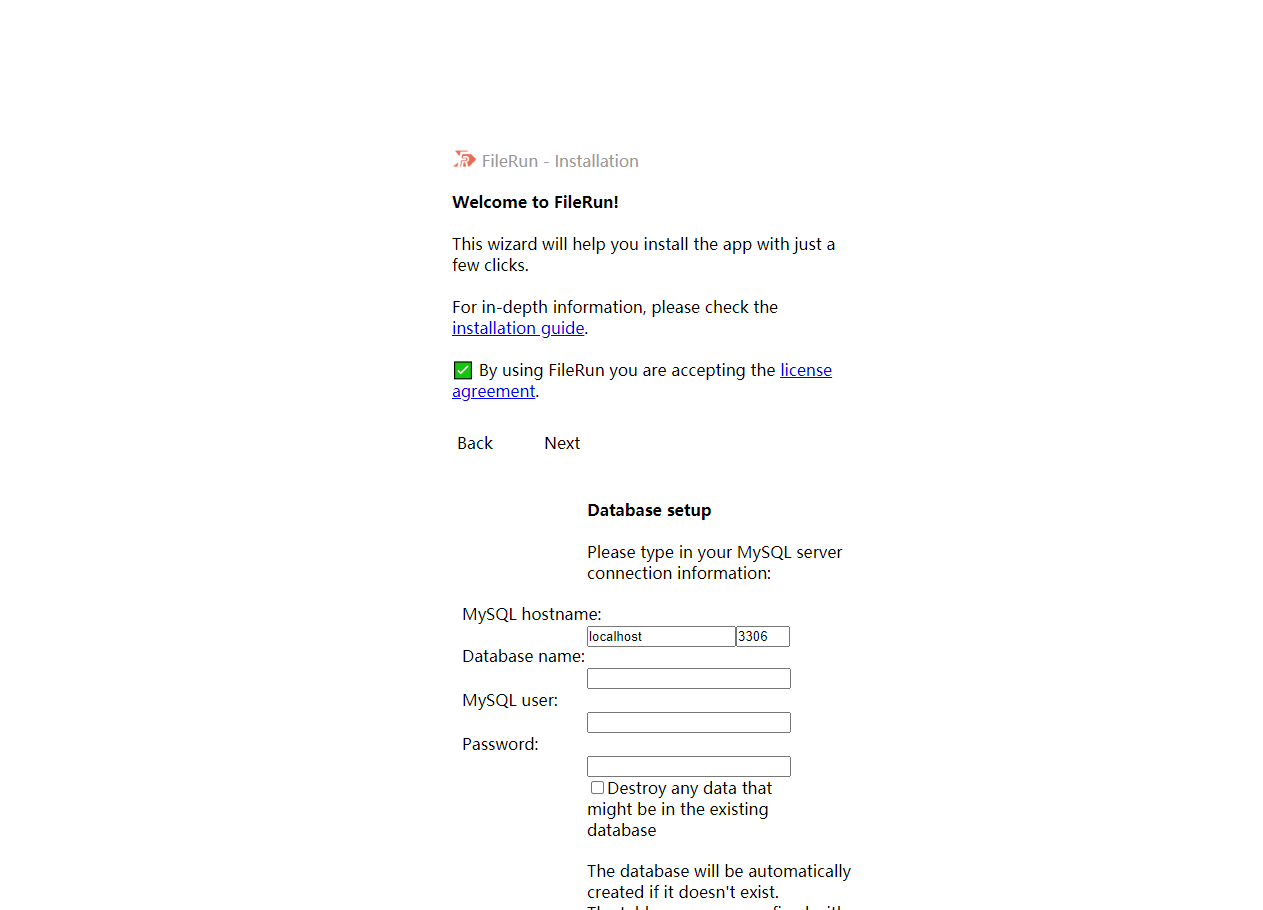 FileRun - Installation
Welcome to FileRun!
This wizard will help you install the app with just a
few clicks.
For in-depth information, please check the
installation guide.
By using FileRun you are accepting the license
agreement.
Back Next
Database setup
Please type in your MySQL server
connection information:
MySQL hostname:
localhost 3306
Database name:
MySQL user:
Password:
Destroy any data that
might be in the existing
database
The database will be automatically
created if it doesn't exist.